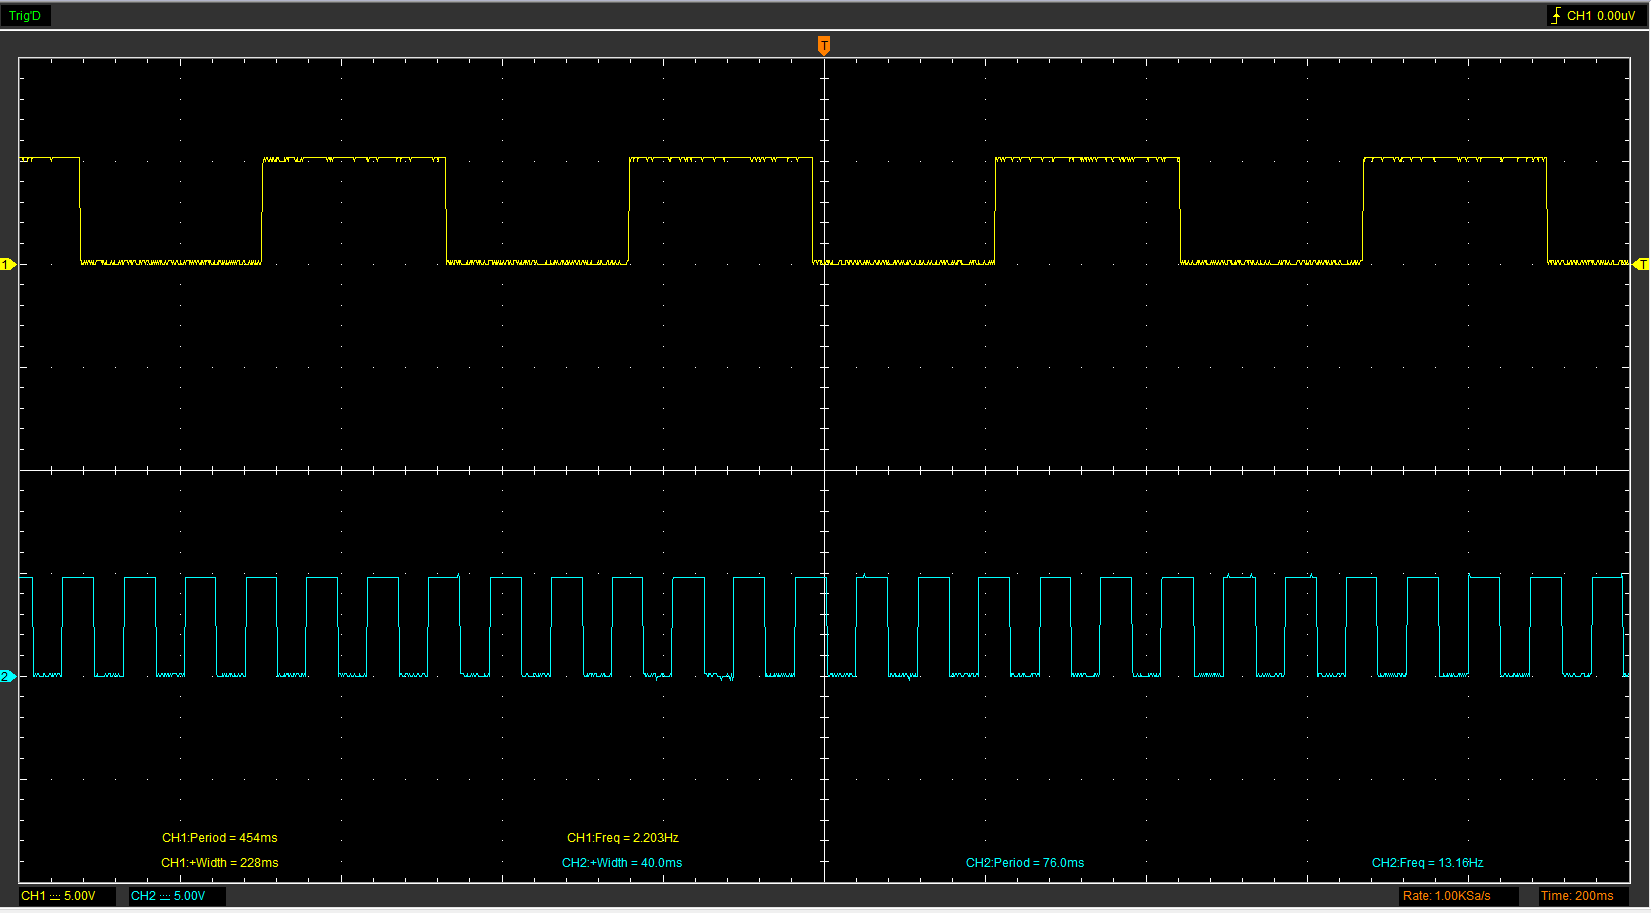 Trig'D
CH1 0.00uV
T
1
T
2
CH1:Period = 454ms
CH1:Freq = 2.203Hz
CH1:+Width = 228ms
CH2:+Width = 40.0ms
CH2:Period = 76.0ms
CH2:Freq = 13.16Hz
CH1 5.00V
CH2 5.00V
Rate: 1.00KSa/s
Time: 200ms